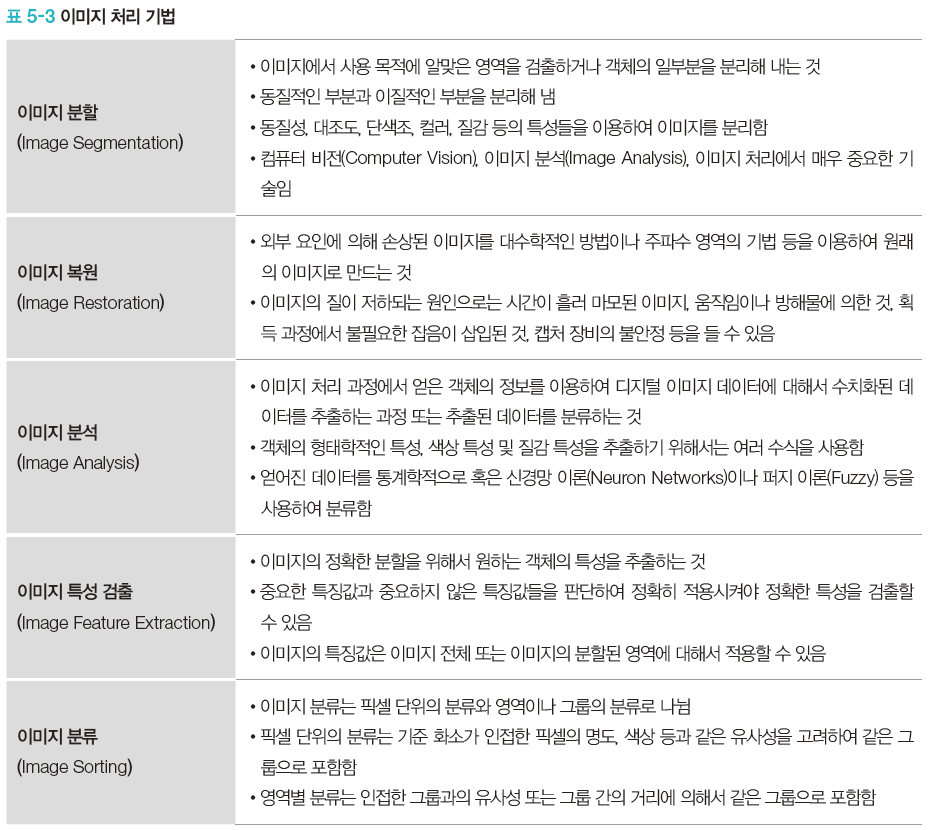 표 5-3 이미지 처리 기법
이미지 분할
(Image Segmentation)
• 이미지에서 사용 목적에 알맞은 영역을 검출하거나 객체의 일부분을 분리해 내는 것
• 동질적인 부분과 이질적인 부분을 분리해 냄
• 동질성, 대조도, 단색조, 컬러, 질감 등의 특성들을 이용하여 이미지를 분리함
• 컴퓨터 비전(Computer Vision), 이미지 분석(Image Analysis), 이미지 처리에서 매우 중요한 기
술임
이미지 복원
(Image Restoration)
• 외부 요인에 의해 손상된 이미지를 대수학적인 방법이나 주파수 영역의 기법 등을 이용하여 원래
의 이미지로 만드는 것
• 이미지의 질이 저하되는 원인으로는 시간이 흘러 마모된 이미지, 움직임이나 방해물에 의한 것, 획
득 과정에서 불필요한 잡음이 삽입된 것, 캡처 장비의 불안정 등을 들 수 있음
이미지 분석
(Image Analysis)
• 이미지 처리 과정에서 얻은 객체의 정보를 이용하여 디지털 이미지 데이터에 대해서 수치화된 데
이터를 추출하는 과정 또는 추출된 데이터를 분류하는 것
• 객체의 형태학적인 특성, 색상 특성 및 질감 특성을 추출하기 위해서는 여러 수식을 사용함
• 얻어진 데이터를 통계학적으로 혹은 신경망 이론(Neuron Networks)이나 퍼지 이론(Fuzzy) 등을
사용하여 분류함
이미지 특성 검출
(Image Feature Extraction)
• 이미지의 정확한 분할을 위해서 원하는 객체의 특성을 추출하는 것
• 중요한 특징값과 중요하지 않은 특징값들을 판단하여 정확히 적용시켜야 정확한 특성을 검출할
수 있음
• 이미지의 특징값은 이미지 전체 또는 이미지의 분할된 영역에 대해서 적용할 수 있음
이미지 분류
(Image Sorting)
• 이미지 분류는 픽셀 단위의 분류와 영역이나 그룹의 분류로 나뉨
• 픽셀 단위의 분류는 기준 화소가 인접한 픽셀의 명도, 색상 등과 같은 유사성을 고려하여 같은 그
룹으로 포함함
• 영역별 분류는 인접한 그룹과의 유사성 또는 그룹 간의 거리에 의해서 같은 그룹으로 포함함